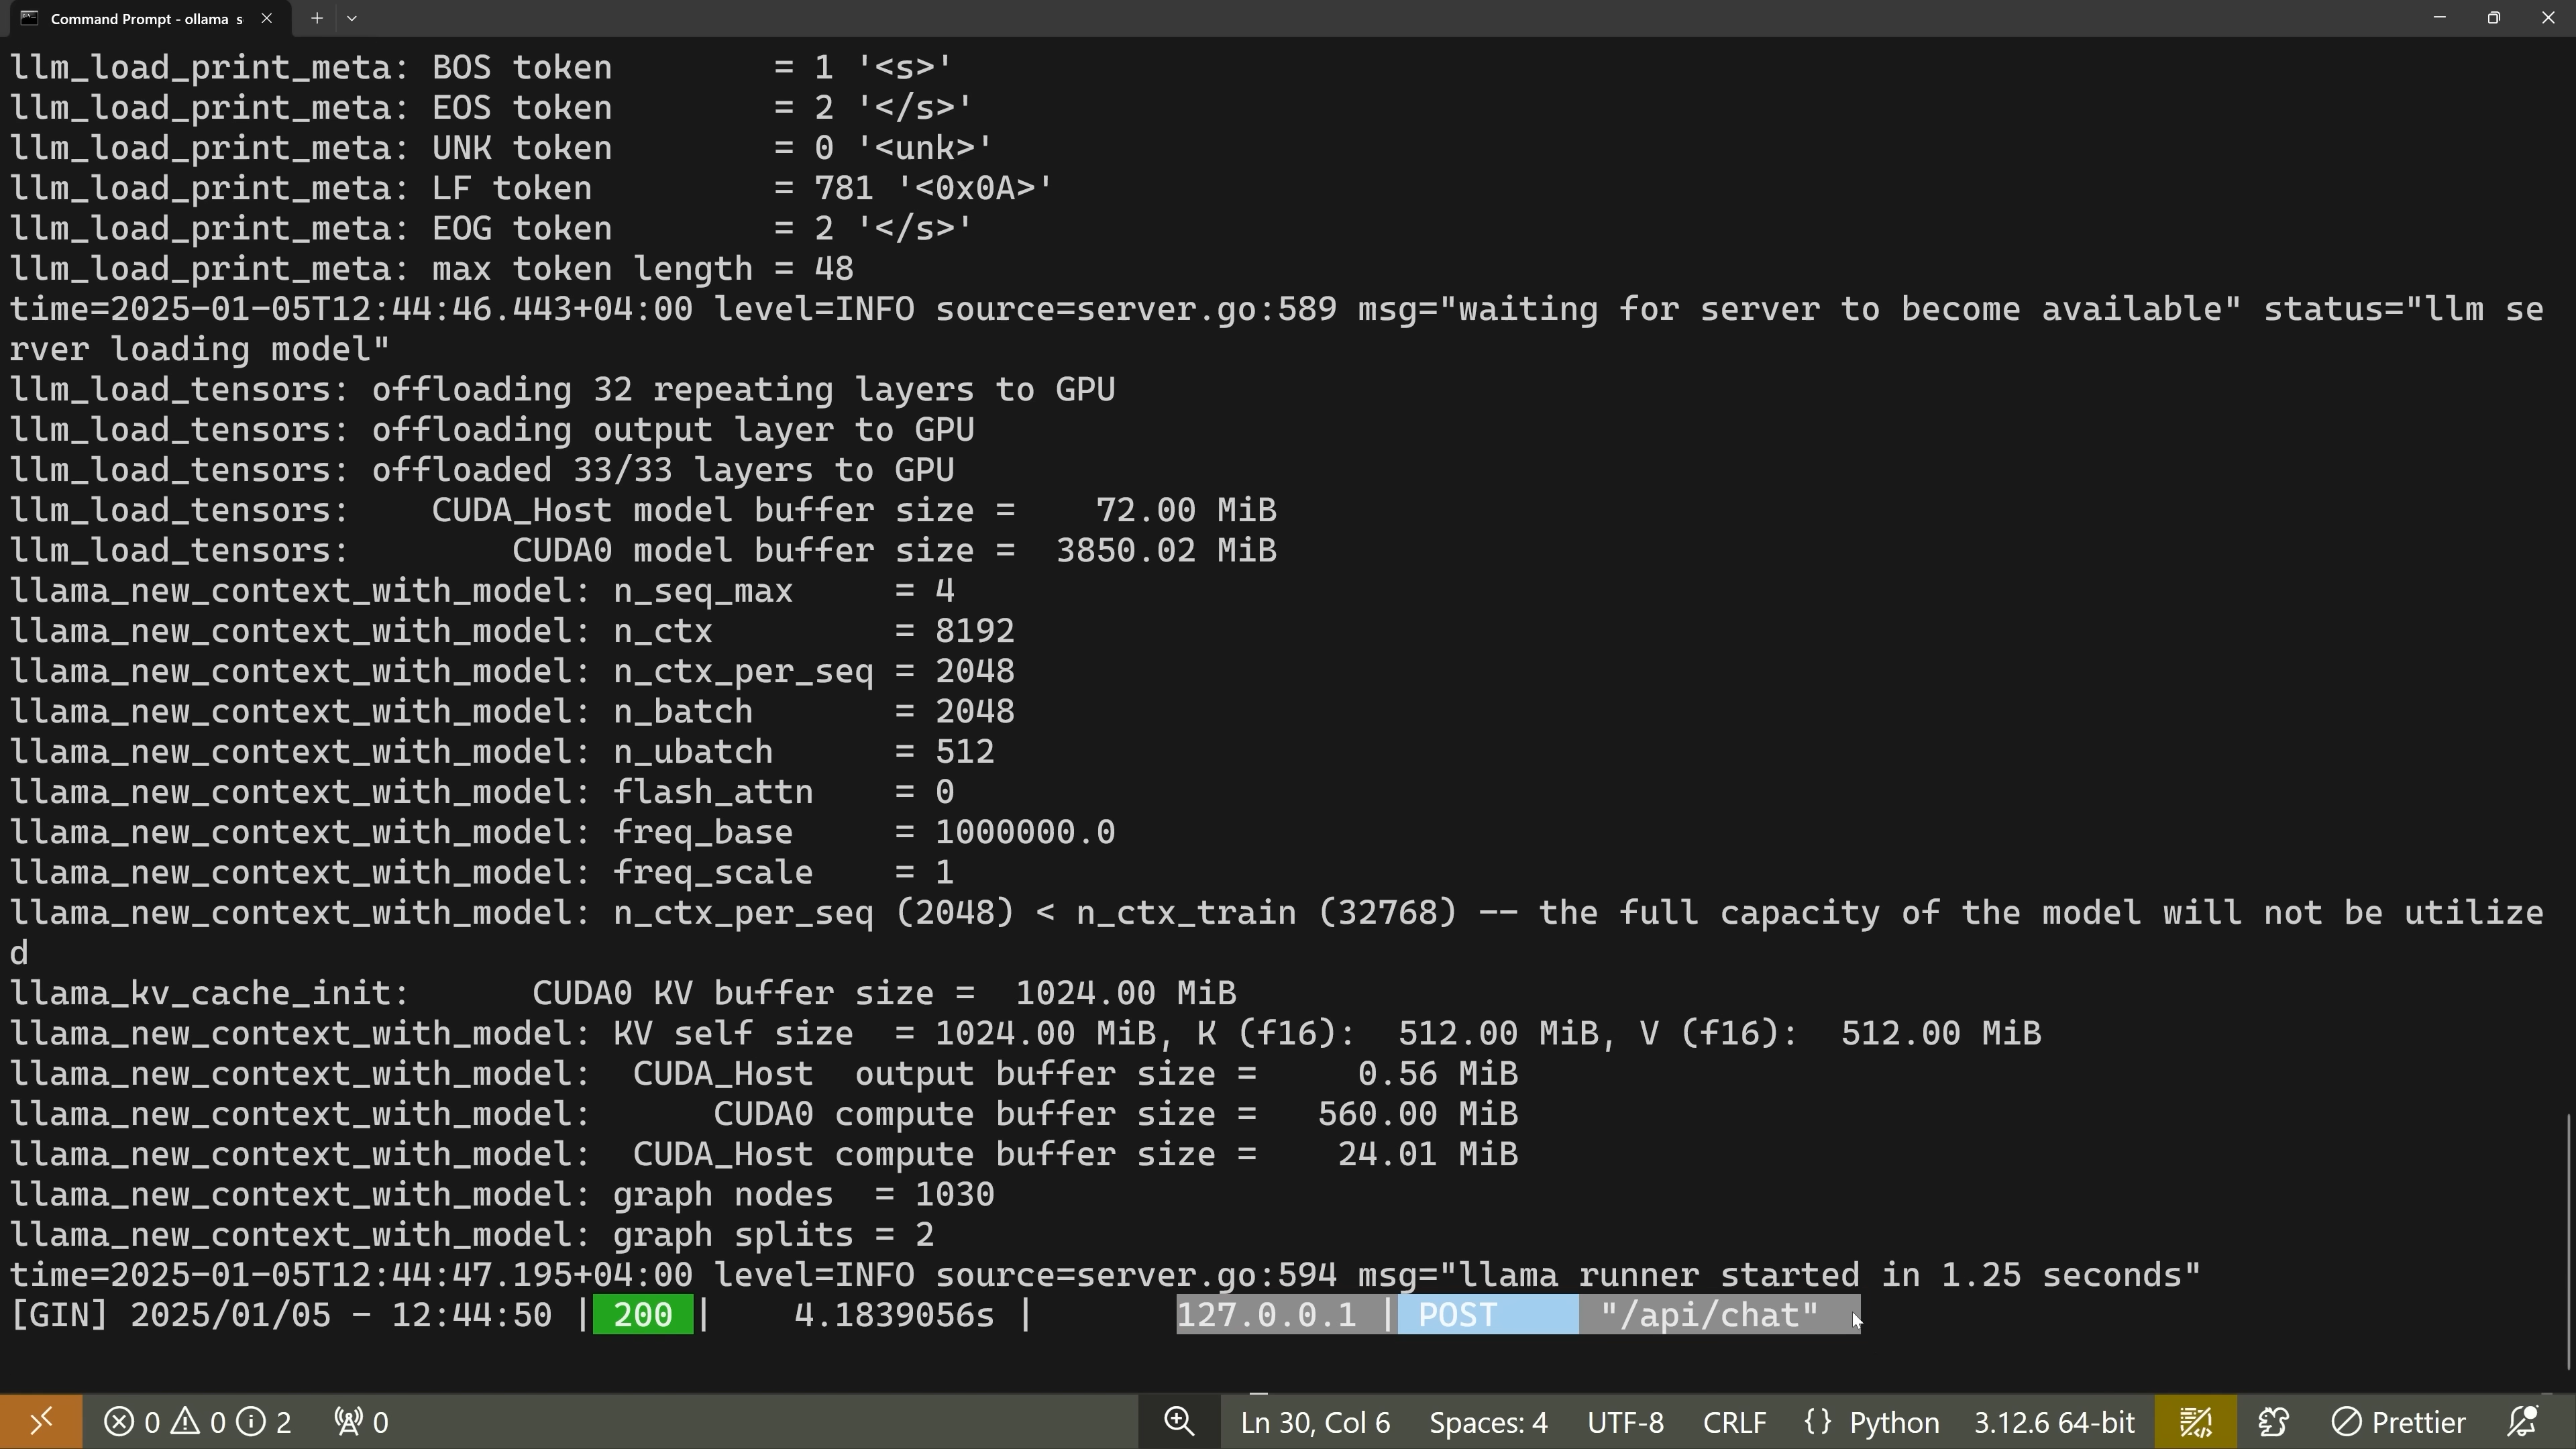 Command Prompt - ollama s
llm_load_print_meta: BOS token        = 1 '<s>'
llm_load_print_meta: EOS token        = 2 '</s>'
llm_load_print_meta: UNK token        = 0 '<unk>'
llm_load_print_meta: LF token         = 781 '<0x0A>'
llm_load_print_meta: EOG token        = 2 '</s>'
llm_load_print_meta: max token length = 48
time=2025-01-05T12:44:46.443+04:00 level=INFO source=server.go:589 msg="waiting for server to become available" status="llm se
rver loading model"
llm_load_tensors: offloading 32 repeating layers to GPU
llm_load_tensors: offloading output layer to GPU
llm_load_tensors: offloaded 33/33 layers to GPU
llm_load_tensors:    CUDA_Host model buffer size =    72.00 MiB
llm_load_tensors:        CUDA0 model buffer size =  3850.02 MiB
llama_new_context_with_model: n_seq_max     = 4
llama_new_context_with_model: n_ctx         = 8192
llama_new_context_with_model: n_ctx_per_seq = 2048
llama_new_context_with_model: n_batch       = 2048
llama_new_context_with_model: n_ubatch      = 512
llama_new_context_with_model: flash_attn    = 0
llama_new_context_with_model: freq_base     = 1000000.0
llama_new_context_with_model: freq_scale    = 1
llama_new_context_with_model: n_ctx_per_seq (2048) < n_ctx_train (32768) -- the full capacity of the model will not be utilize
d
llama_kv_cache_init:      CUDA0 KV buffer size =  1024.00 MiB
llama_new_context_with_model: KV self size  = 1024.00 MiB, K (f16):  512.00 MiB, V (f16):  512.00 MiB
llama_new_context_with_model:  CUDA_Host  output buffer size =     0.56 MiB
llama_new_context_with_model:      CUDA0 compute buffer size =   560.00 MiB
llama_new_context_with_model:  CUDA_Host compute buffer size =    24.01 MiB
llama_new_context_with_model: graph nodes  = 1030
llama_new_context_with_model: graph splits = 2
time=2025-01-05T12:44:47.195+04:00 level=INFO source=server.go:594 msg="llama runner started in 1.25 seconds"
[GIN] 2025/01/05 - 12:44:50 | 200 |    4.1839056s |       127.0.0.1 | POST     "/api/chat"
0 0 2 0 Ln 30, Col 6 Spaces: 4 UTF-8 CRLF {} Python 3.12.6 64-bit Prettier